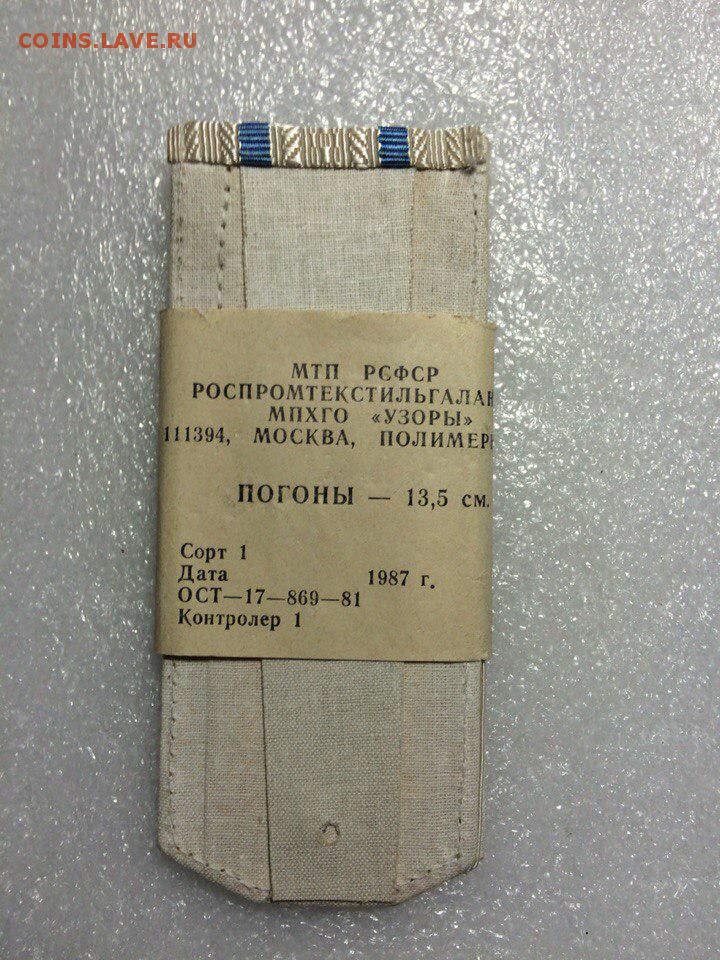 COINS.LAVE.RU
МТП РСФСР
РОСПРОМТЕКСТИЛЬГАЛАН
МПХГО «УЗОРЫ»
111394, МОСКВА, ПОЛИМЕР
ПОГОНЫ — 13,5 см.
Сорт 1
Дата 1987 г.
ОСТ—17—869—81
Контролер 1